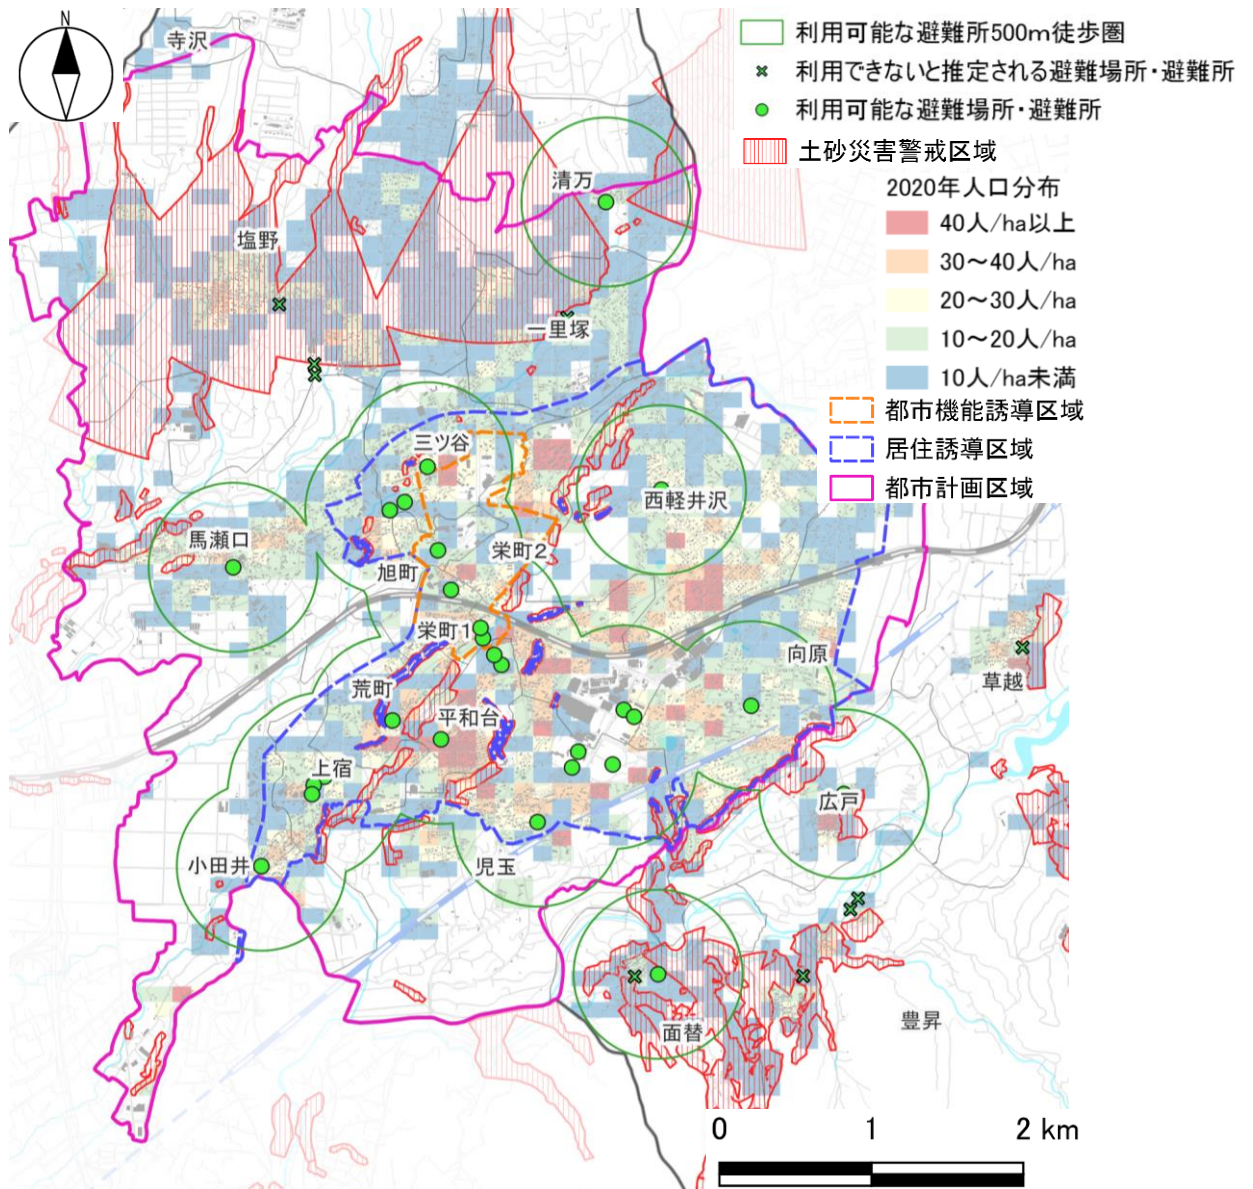 N
寺沢
利用可能な避難所500m徒歩圏
利用できないと推定される避難場所・避難所
利用可能な避難場所・避難所
土砂災害警戒区域
2020年人口分布
40人/ha以上
30～40人/ha
20～30人/ha
10～20人/ha
10人/ha未満
都市機能誘導区域
居住誘導区域
都市計画区域
清万
塩野
一里塚
三ツ谷
西軽井沢
馬瀬口
栄町2
旭町
栄町1
向原
草越
荒町
平和台
上宿
広戸
小田井
児玉
面替
豊昇
0 1 2 km